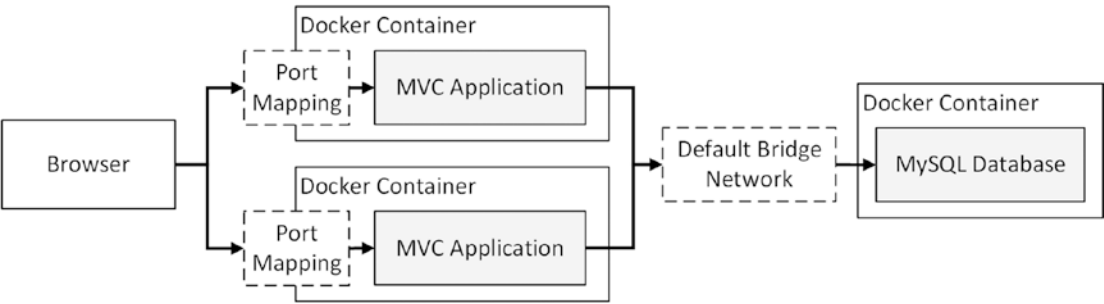 Browser
Docker Container
Port
Mapping
MVC Application
Docker Container
Port
Mapping
MVC Application
Default Bridge
Network
Docker Container
MySQL Database